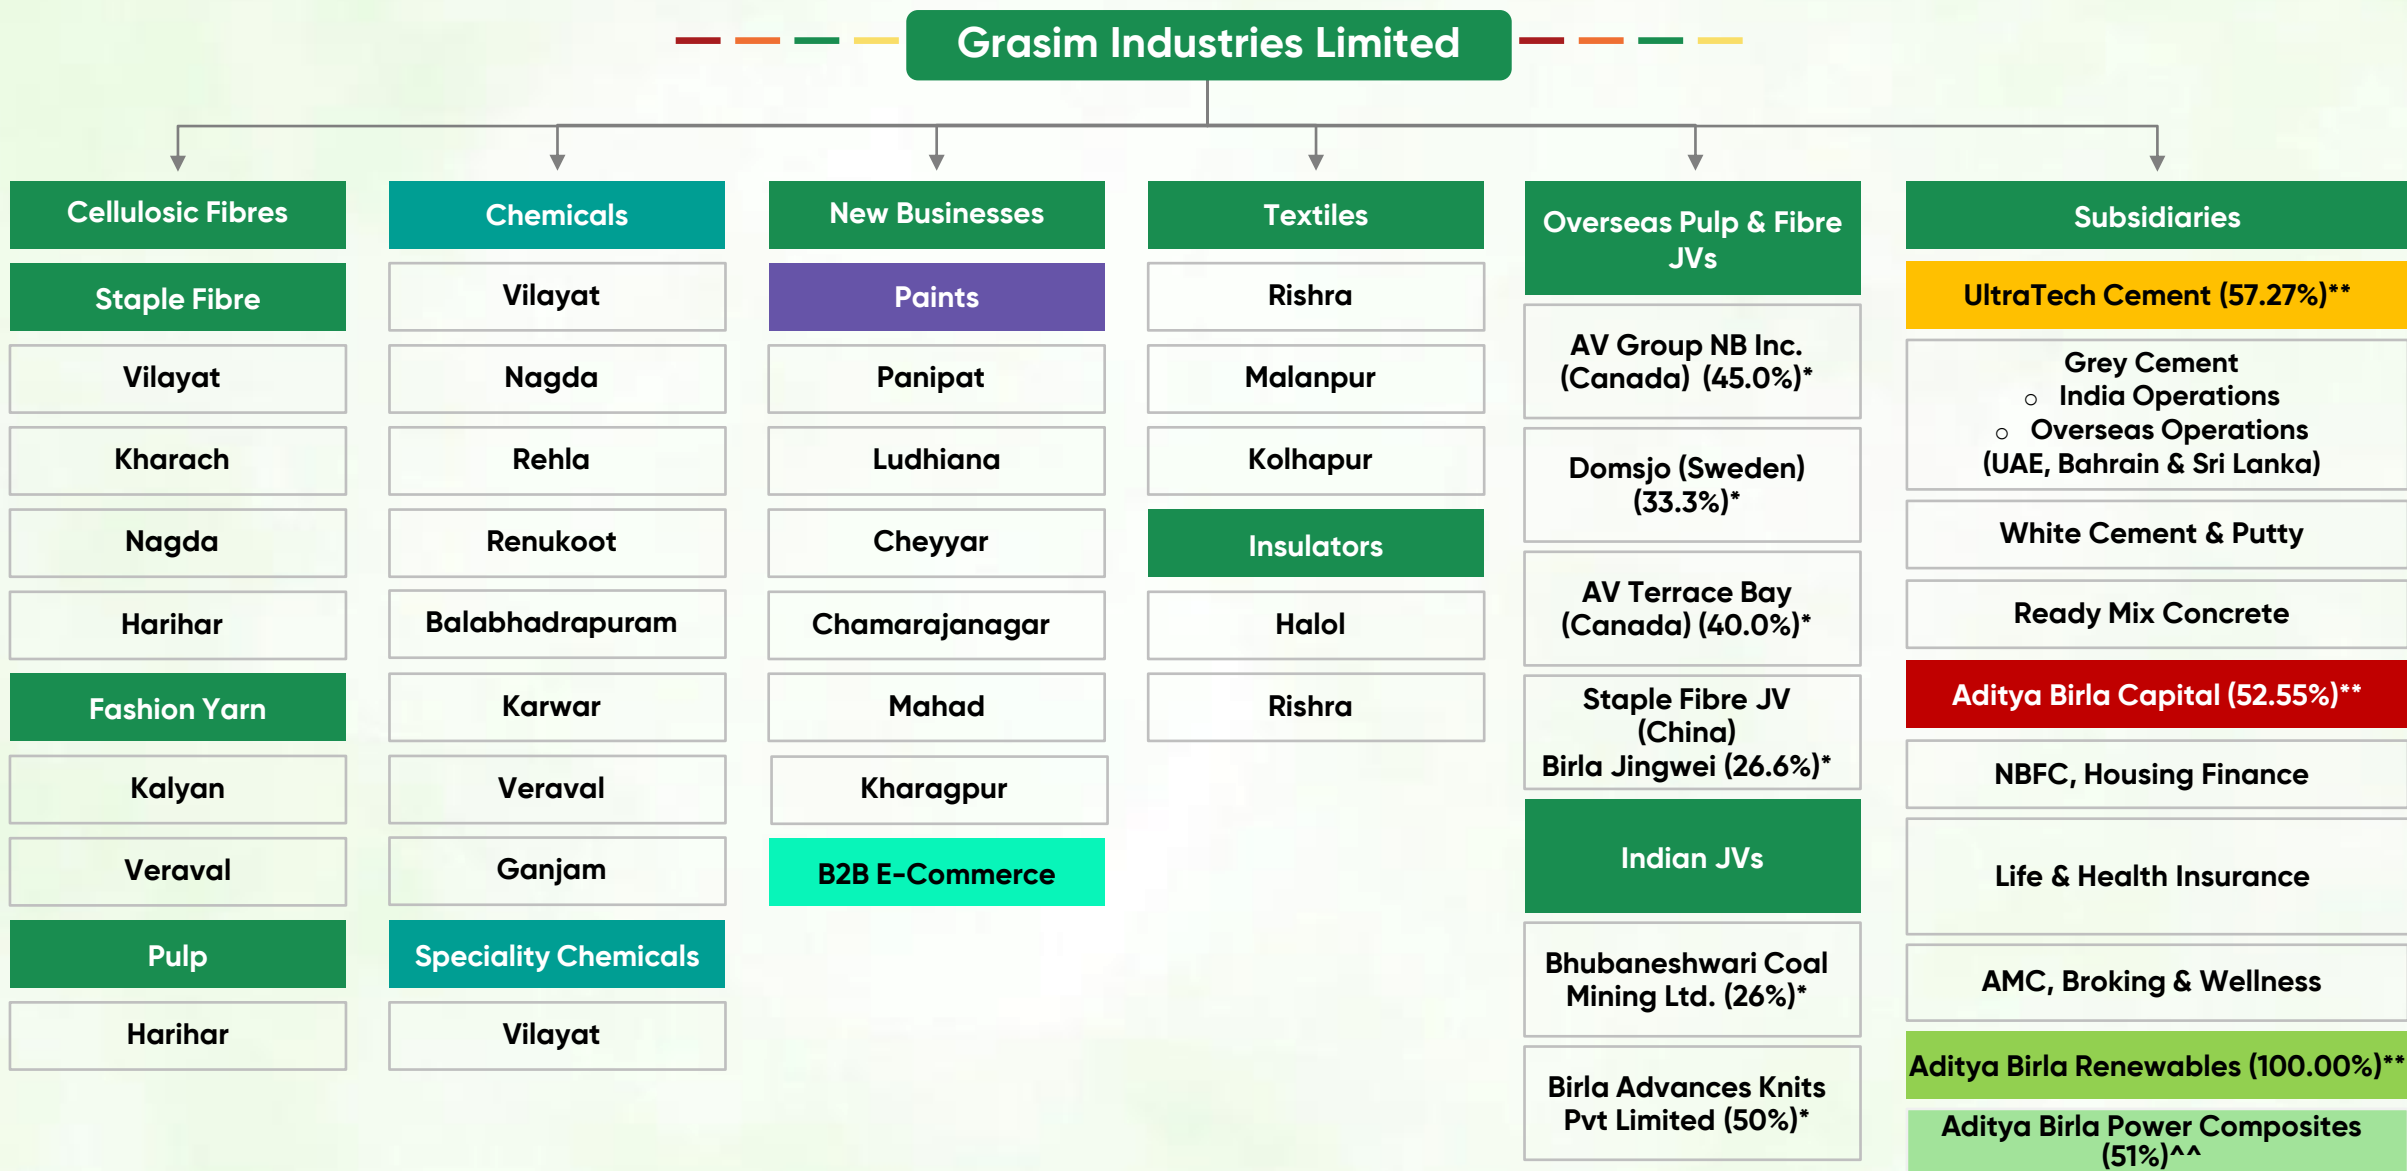 Grasim Industries Limited
Cellulosic Fibres
Staple Fibre
Vilayat
Kharach
Nagda
Harihar
Fashion Yarn
Kalyan
Veraval
Pulp
Harihar
Chemicals
Vilayat
Nagda
Rehla
Renukoot
Balabhadrapuram
Karwar
Veraval
Ganjam
Speciality Chemicals
Vilayat
New Businesses
Paints
Panipat
Ludhiana
Cheyyar
Chamarajanagar
Mahad
Kharagpur
B2B E-Commerce
Textiles
Rishra
Malanpur
Kolhapur
Insulators
Halol
Rishra
Overseas Pulp & Fibre
JVs
AV Group NB Inc.
(Canada) (45.0%)*
Domsjo (Sweden)
(33.3%)*
AV Terrace Bay
(Canada) (40.0%)*
Staple Fibre JV
(China)
Birla Jingwei (26.6%)*
Indian JVs
Bhubaneshwari Coal
Mining Ltd. (26%)*
Birla Advances Knits
Pvt Limited (50%)*
Subsidiaries
UltraTech Cement (57.27%)**
Grey Cement
○ India Operations
○ Overseas Operations
(UAE, Bahrain & Sri Lanka)
White Cement & Putty
Ready Mix Concrete
Aditya Birla Capital (52.55%)**
NBFC, Housing Finance
Life & Health Insurance
AMC, Broking & Wellness
Aditya Birla Renewables (100.00%)**
Aditya Birla Power Composites
(51%)^^